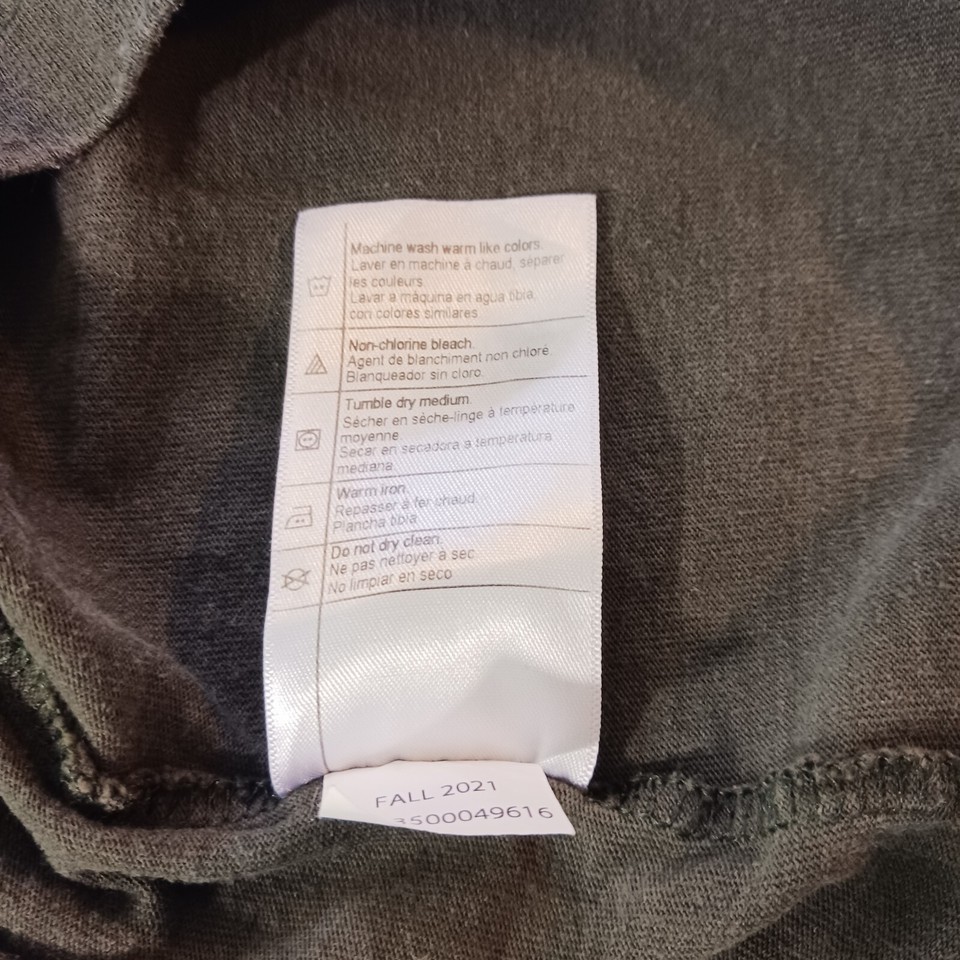 Machine wash warm like colors.
Laver en machine à chaud, séparer
les couleurs
Lavar a máquina en agua tibia,
con colores similares.
Non-chlorine bleach.
Agent de blanchiment non chloré.
Blanqueador sin cloro.
Tumble dry medium.
Sécher en sèche-linge à température
moyenne.
Secar en secadora a temperatura
mediana.
Warm iron.
Repasser à fer chaud.
Plancha tibia.
Do not dry clean.
Ne pas nettoyer à sec
No limpiar en seco
FALL 2021
3500049616